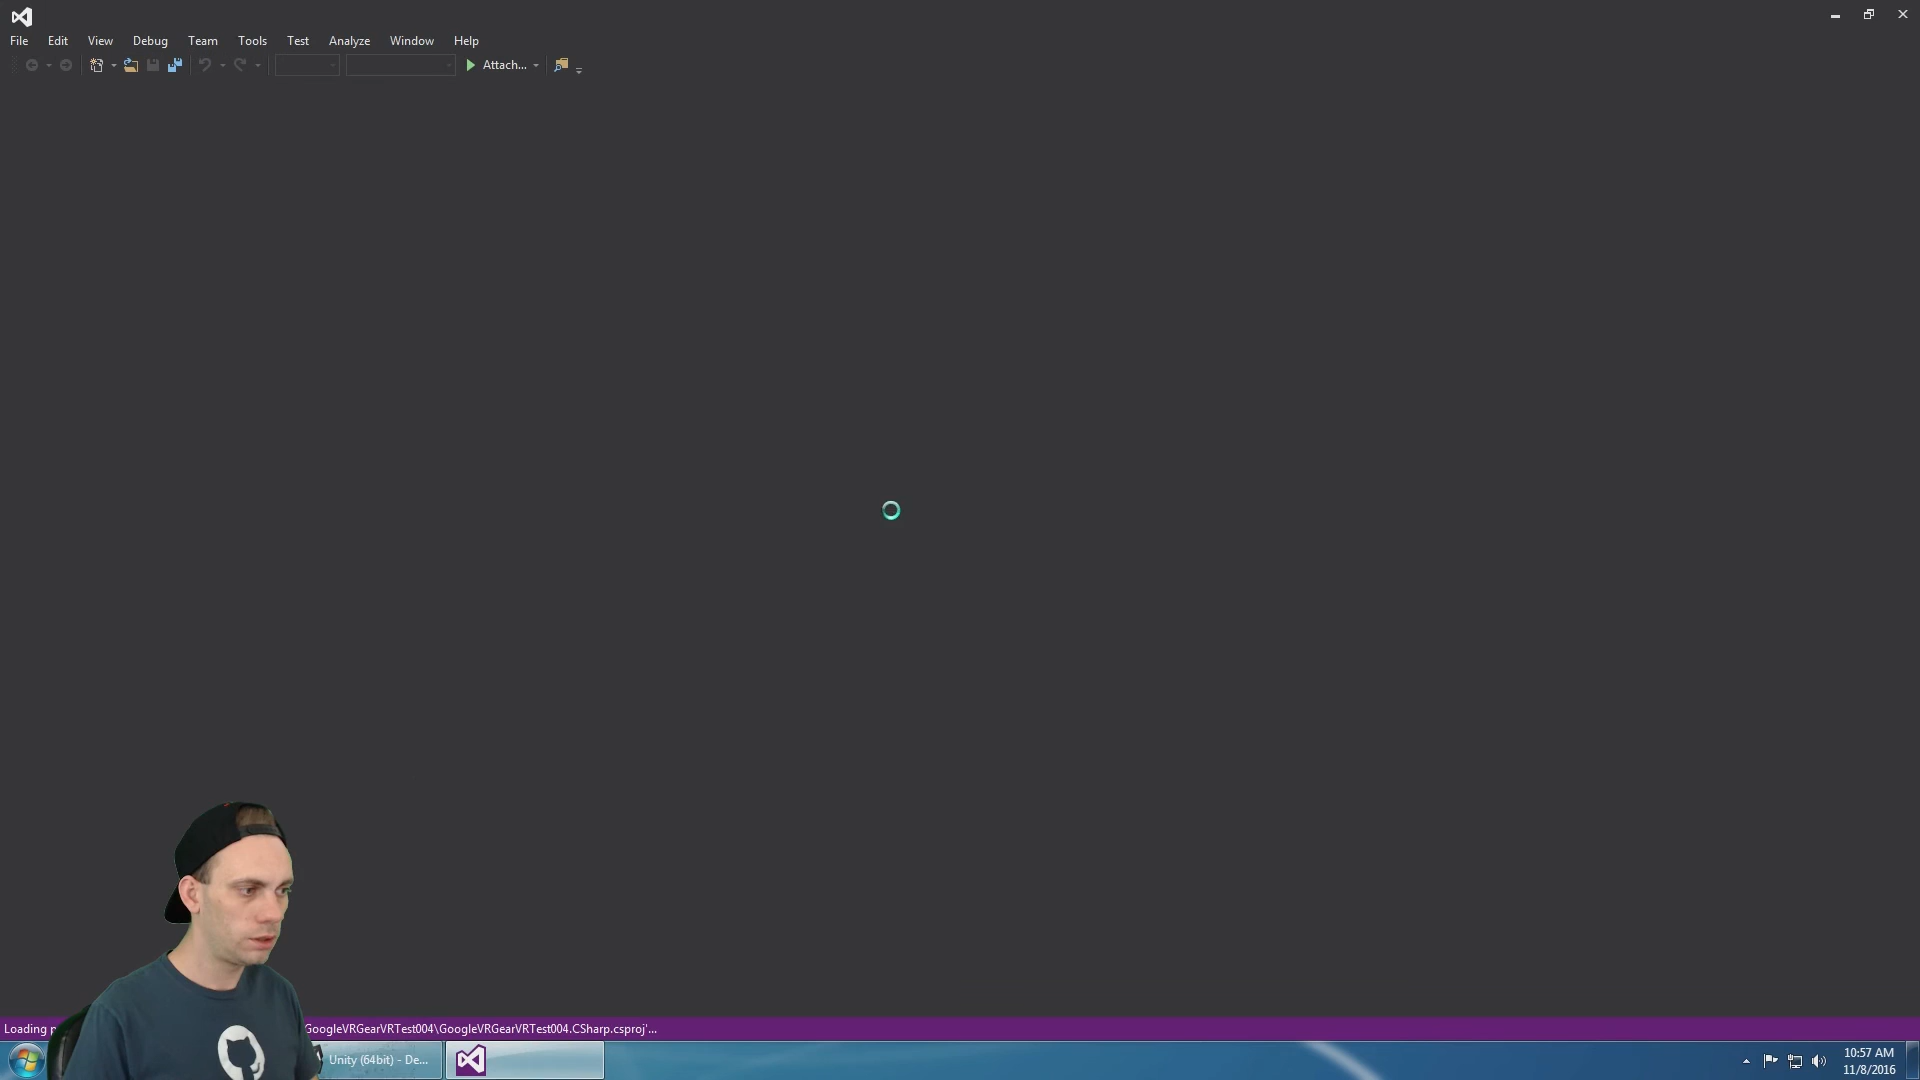 File Edit View Debug Team Tools Test Analyze Window Help
Attach...
Loading p
GoogleVRGearVRTest004\GoogleVRGearVRTest004.CSharp.csproj'...
Unity (64bit) - De...
10:57 AM
11/8/2016